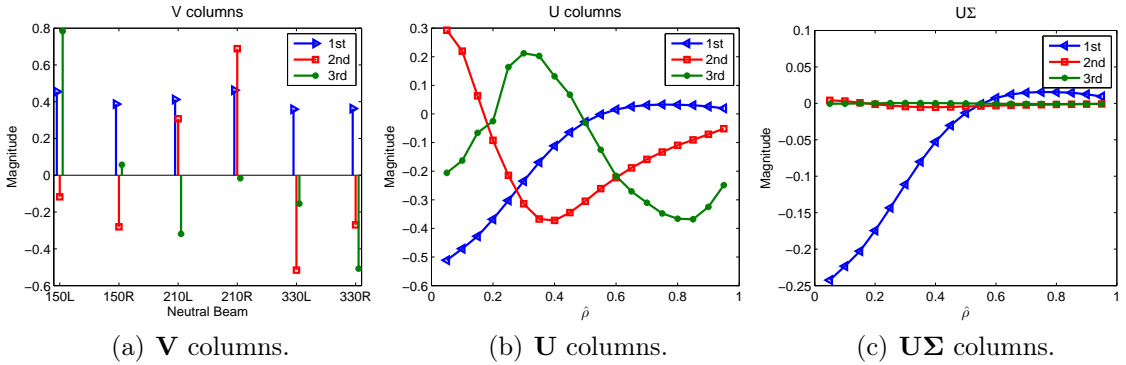 V columns
0.8
0.6
0.4
0.2
0
−0.2
−0.4
−0.6
Magnitude
1st
2nd
3rd
150L 150R 210L 210R 330L 330R
Neutral Beam
(a) V columns.
U columns
0.3
0.2
0.1
0
−0.1
−0.2
−0.3
−0.4
−0.5
−0.6
Magnitude
1st
2nd
3rd
0 0.2 0.4 0.6 0.8 1
ρ̂
(b) U columns.
UΣ
0.1
0.05
0
−0.05
−0.1
−0.15
−0.2
−0.25
Magnitude
1st
2nd
3rd
0 0.2 0.4 0.6 0.8 1
ρ̂
(c) UΣ columns.